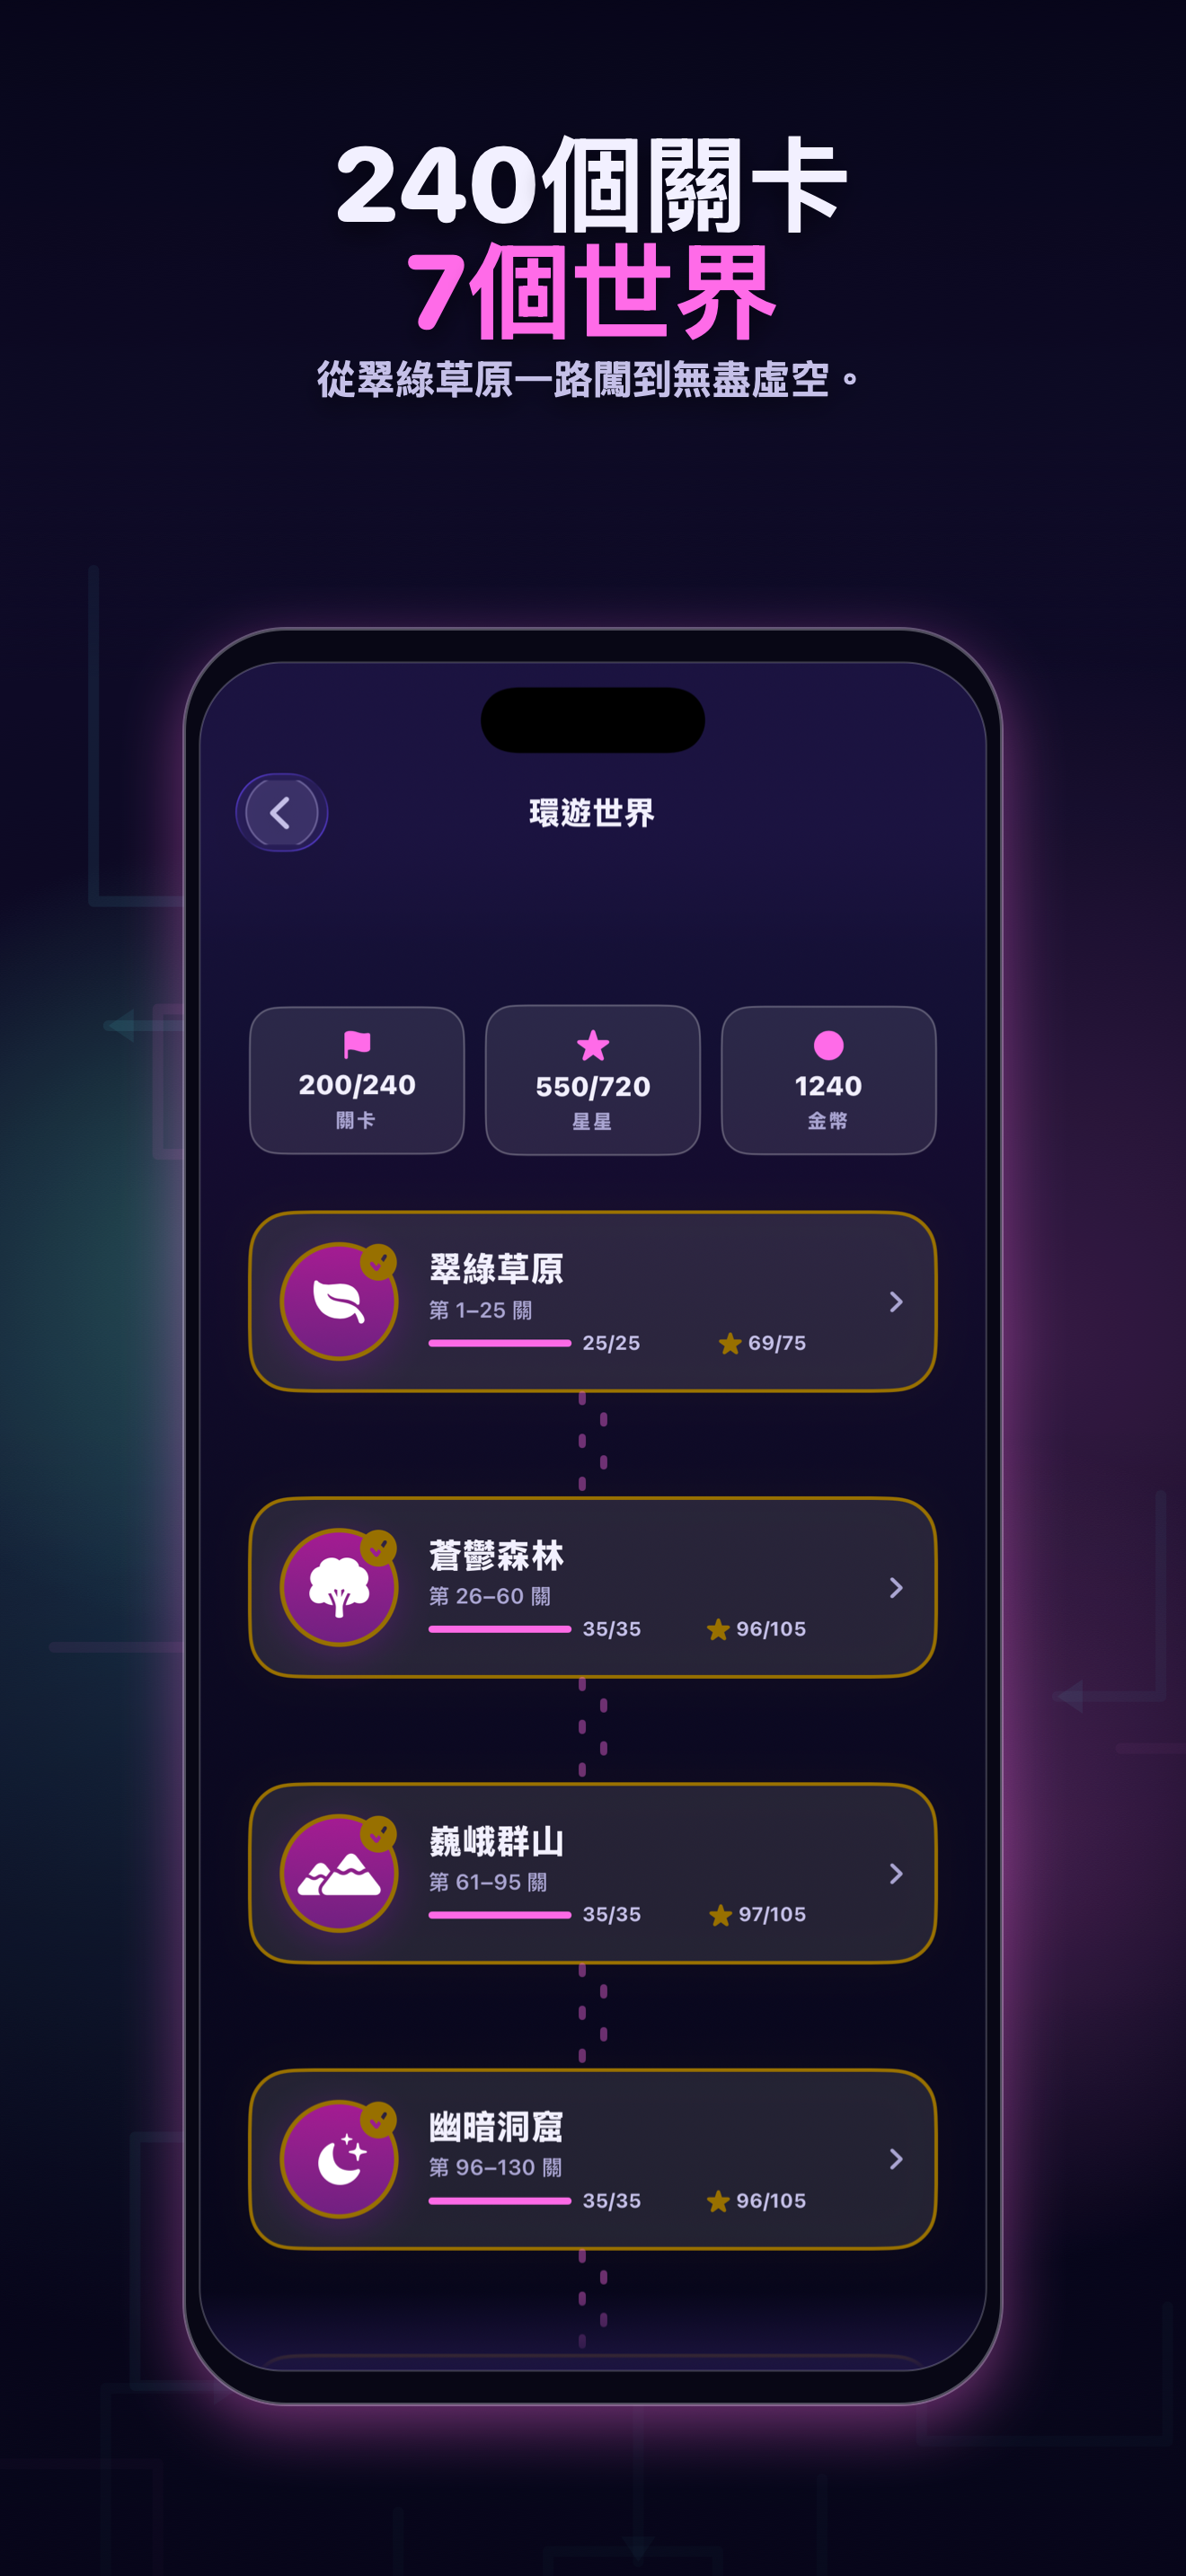 240個關卡
7個世界
從翠綠草原一路闖到無盡虛空。
環遊世界
200/240
關卡
550/720
星星
1240
金幣
翠綠草原
第 1–25 關
25/25
69/75
蒼鬱森林
第 26–60 關
35/35
96/105
巍峨群山
第 61–95 關
35/35
97/105
幽暗洞窟
第 96–130 關
35/35
96/105